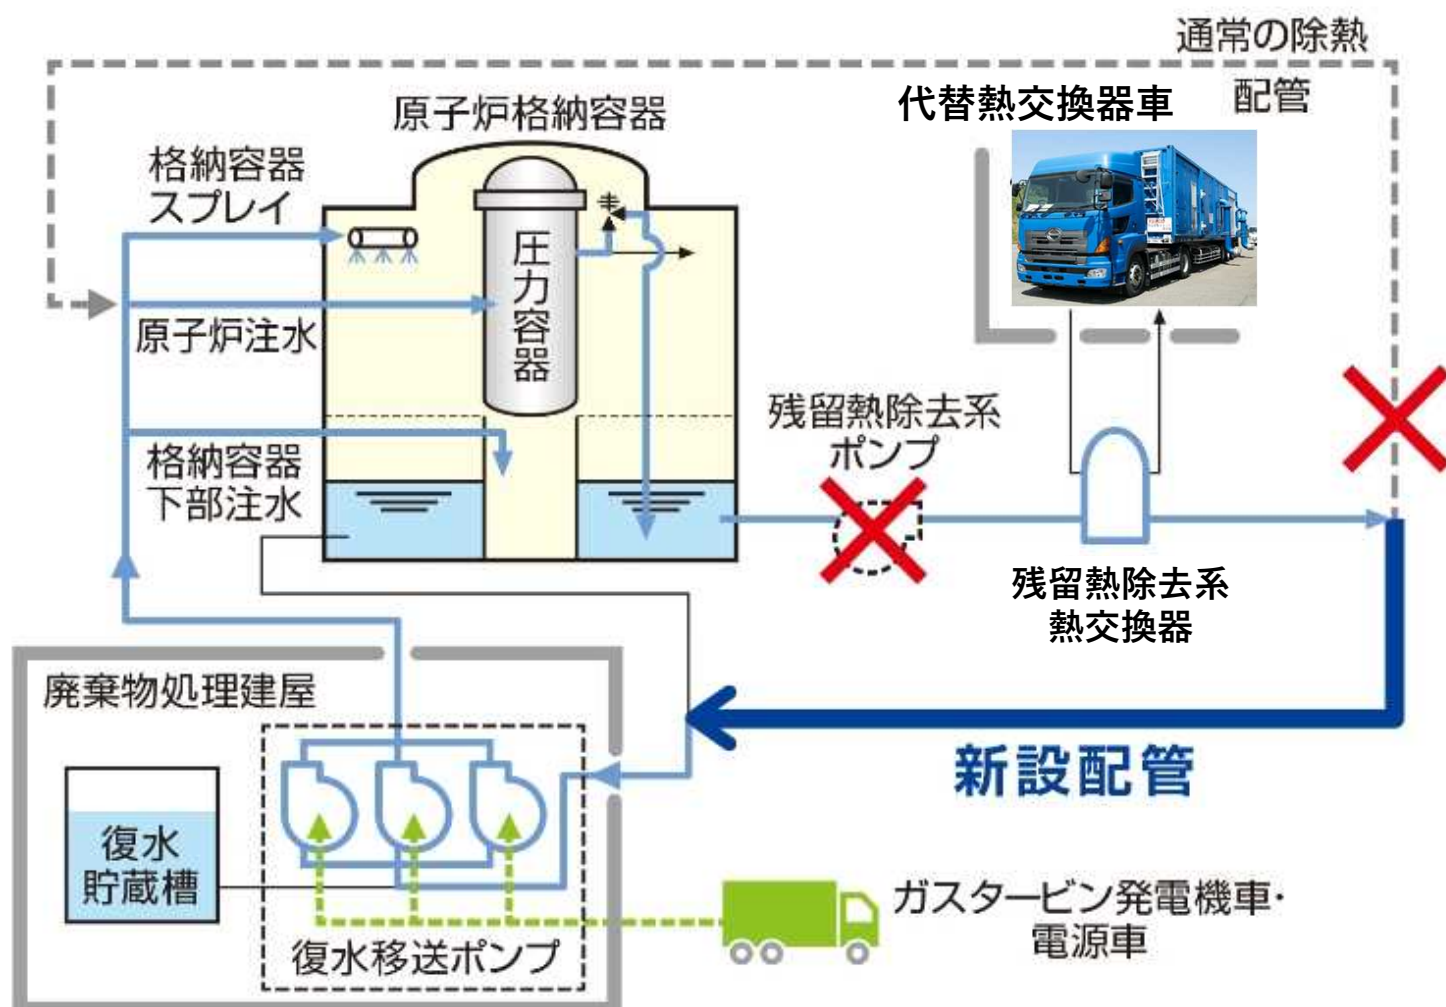 通常の除熱
配管
代替熱交換器車
原子炉格納容器
格納容器
スプレイ
圧力容器
原子炉注水
残留熱除去系
ポンプ
格納容器
下部注水
残留熱除去系
熱交換器
廃棄物処理建屋
新設配管
復水
貯蔵槽
ガスタービン発電機車・
電源車
復水移送ポンプ